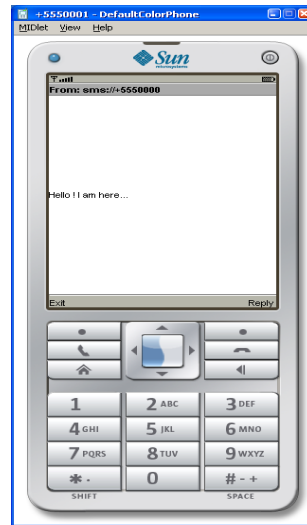 +5550001 - DefaultColorPhone
MIDlet View Help
Sun
microsystems
From: sms://+5550000
Hello ! I am here...
Exit Reply
1 2 ABC 3 DEF
4 GHI 5 JKL 6 MNO
7 PQRS 8 TUV 9 WXYZ
* . 0 # - +
SHIFT SPACE